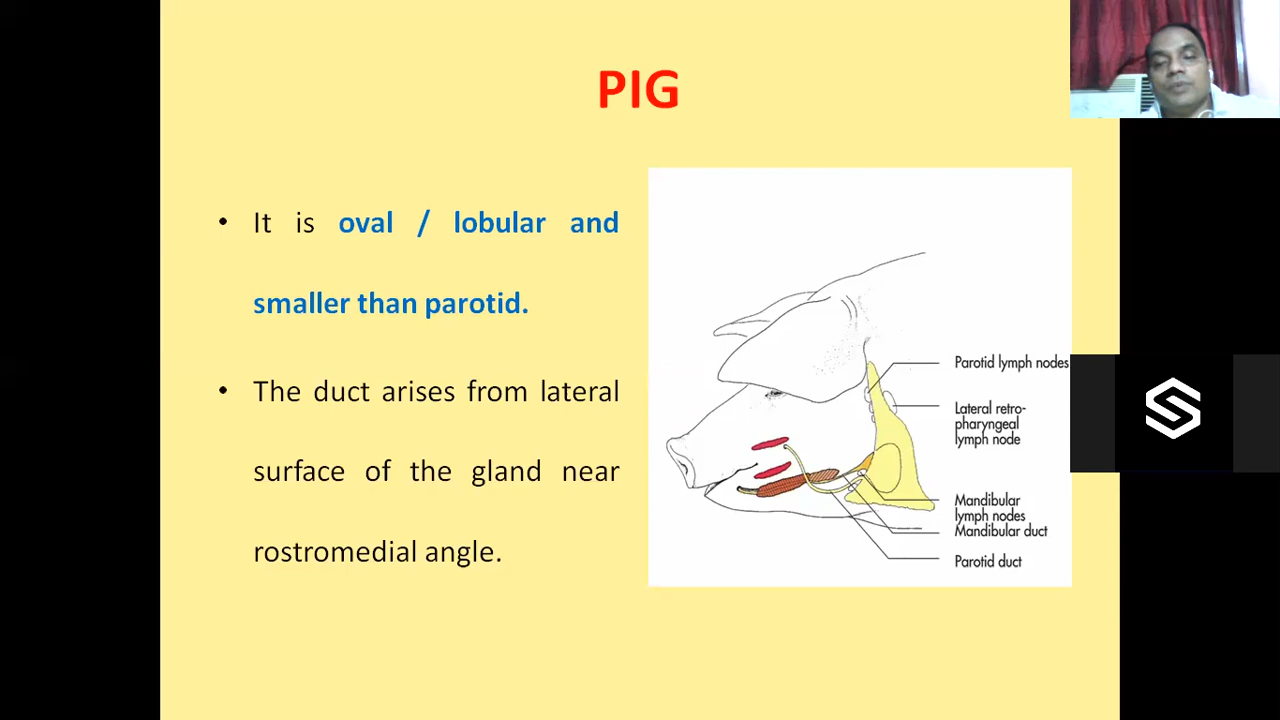 PIG
• It is oval / lobular and
smaller than parotid.
• The duct arises from lateral
surface of the gland near
rostromedial angle.
Parotid lymph nodes
Lateral retro-
pharyngeal
lymph node
Mandibular
lymph nodes
Mandibular duct
Parotid duct